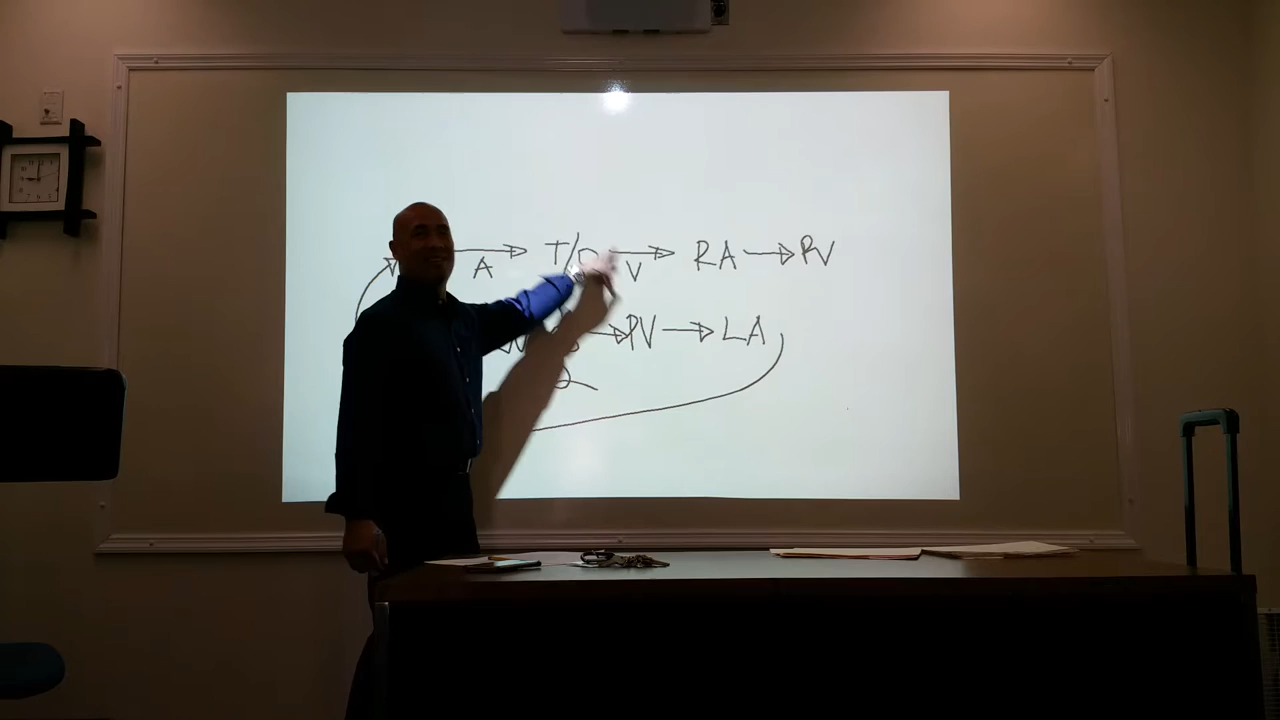 A → T/O → V → RA → RV
→ PV → LA